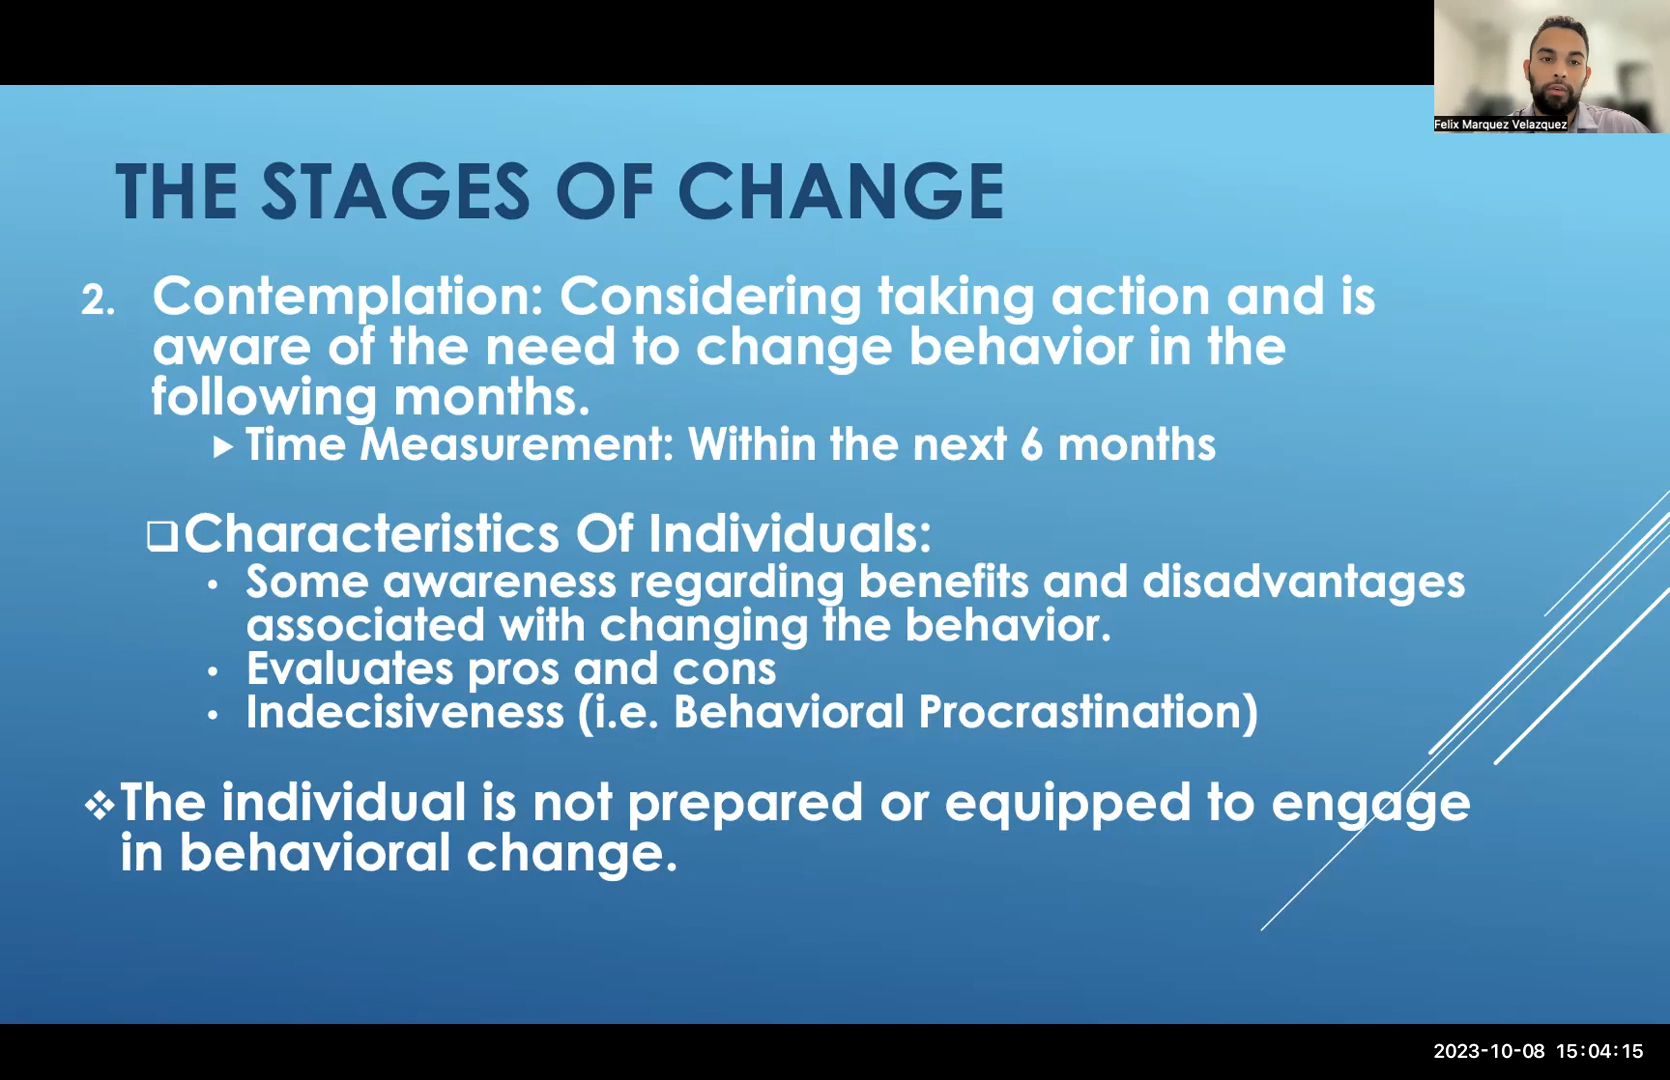 Felix Marquez Velazquez
THE STAGES OF CHANGE
2. Contemplation: Considering taking action and is
aware of the need to change behavior in the
following months.
▶ Time Measurement: Within the next 6 months
❑Characteristics Of Individuals:
• Some awareness regarding benefits and disadvantages
associated with changing the behavior.
• Evaluates pros and cons
• Indecisiveness (i.e. Behavioral Procrastination)
❖The individual is not prepared or equipped to engage
in behavioral change.
2023-10-08 15:04:15